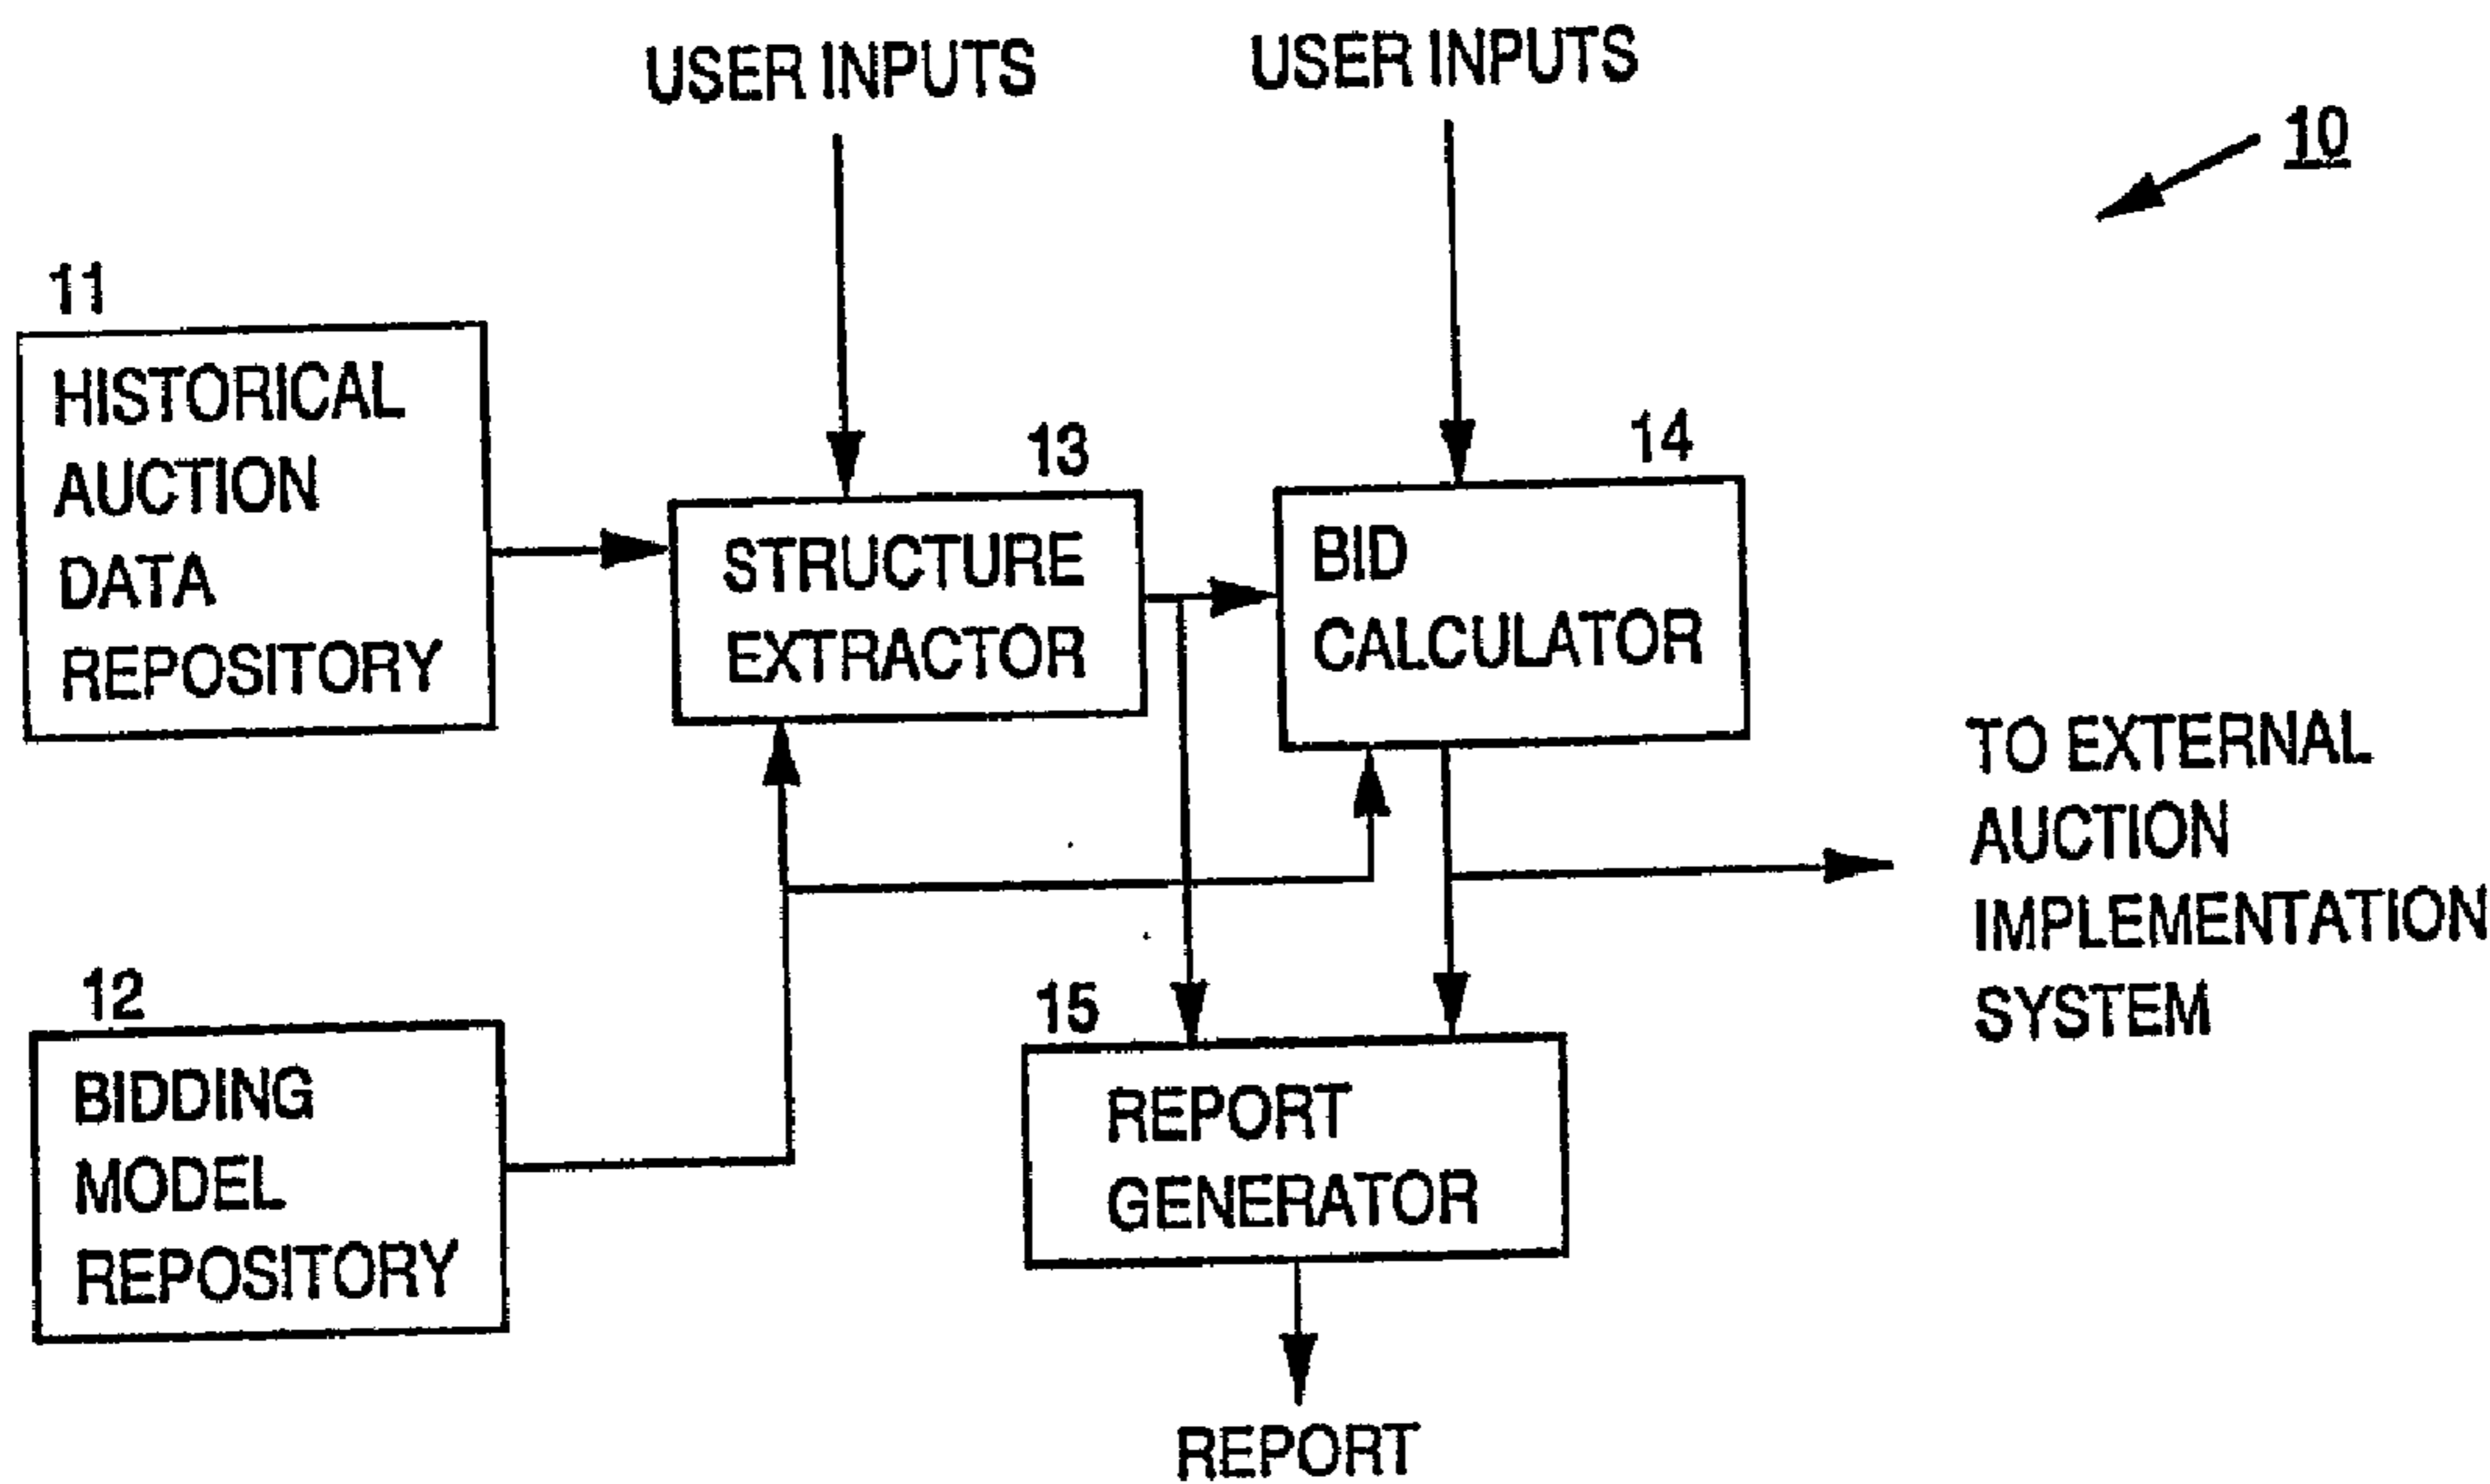 USER INPUTS
USER INPUTS
10
11
HISTORICAL
AUCTION
DATA
REPOSITORY
13
STRUCTURE
EXTRACTOR
14
BID
CALCULATOR
TO EXTERNAL
AUCTION
IMPLEMENTATION
SYSTEM
12
BIDDING
MODEL
REPOSITORY
15
REPORT
GENERATOR
REPORT